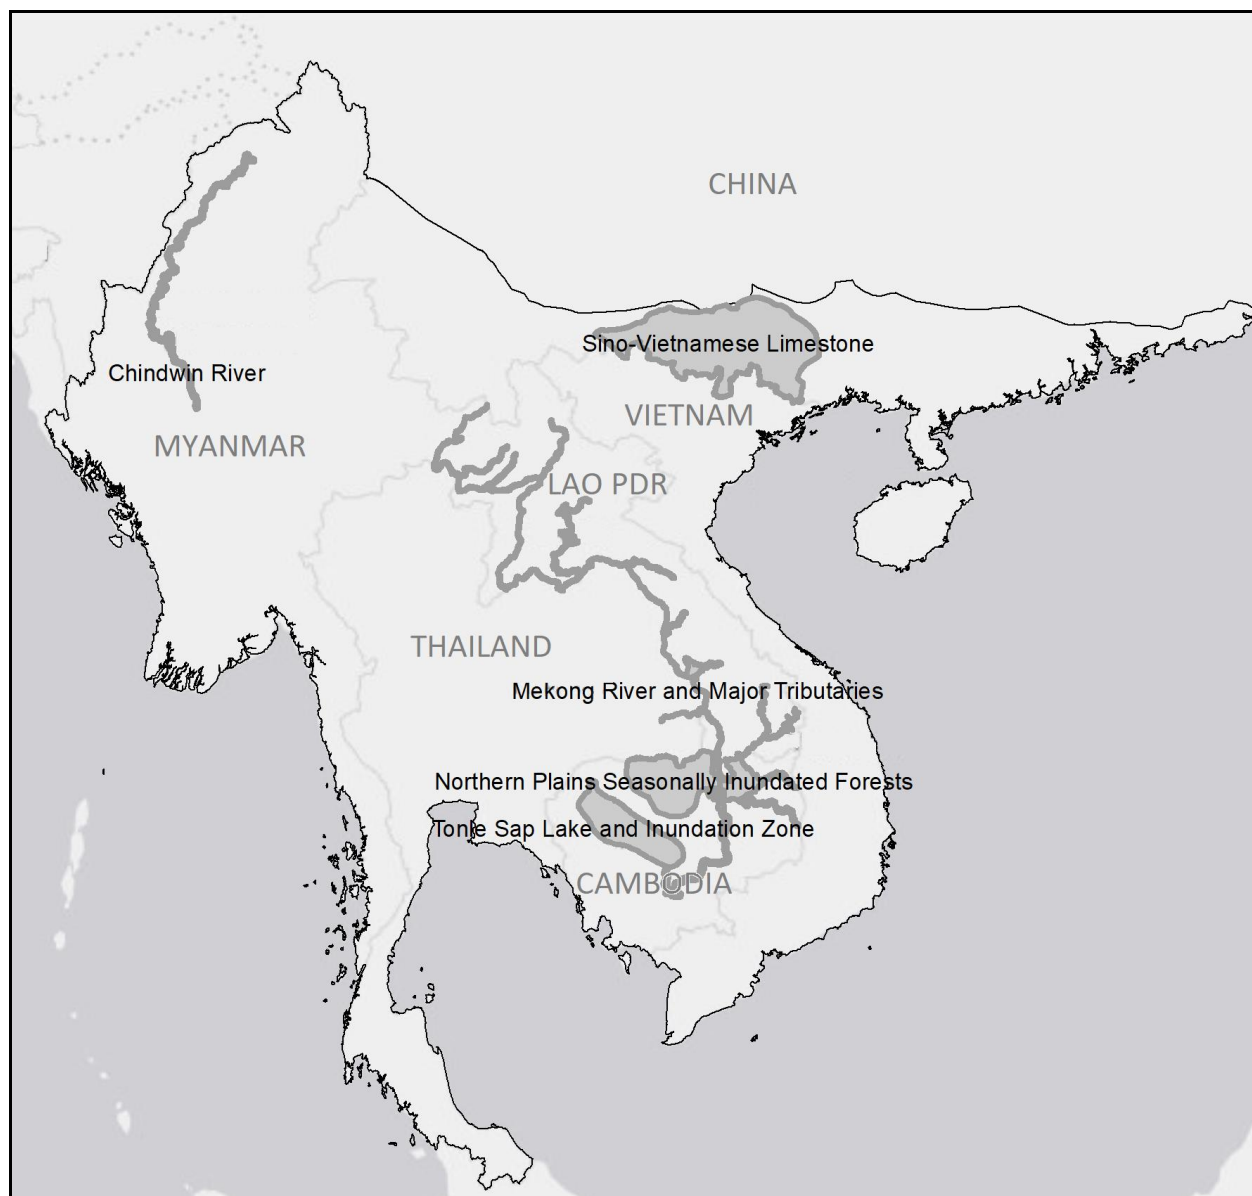 CHINA
Sino-Vietnamese Limestone
Chindwin River
VIETNAM
MYANMAR
LAO PDR
THAILAND
Mekong River and Major Tributaries
Northern Plains Seasonally Inundated Forests
Tonle Sap Lake and Inundation Zone
CAMBODIA